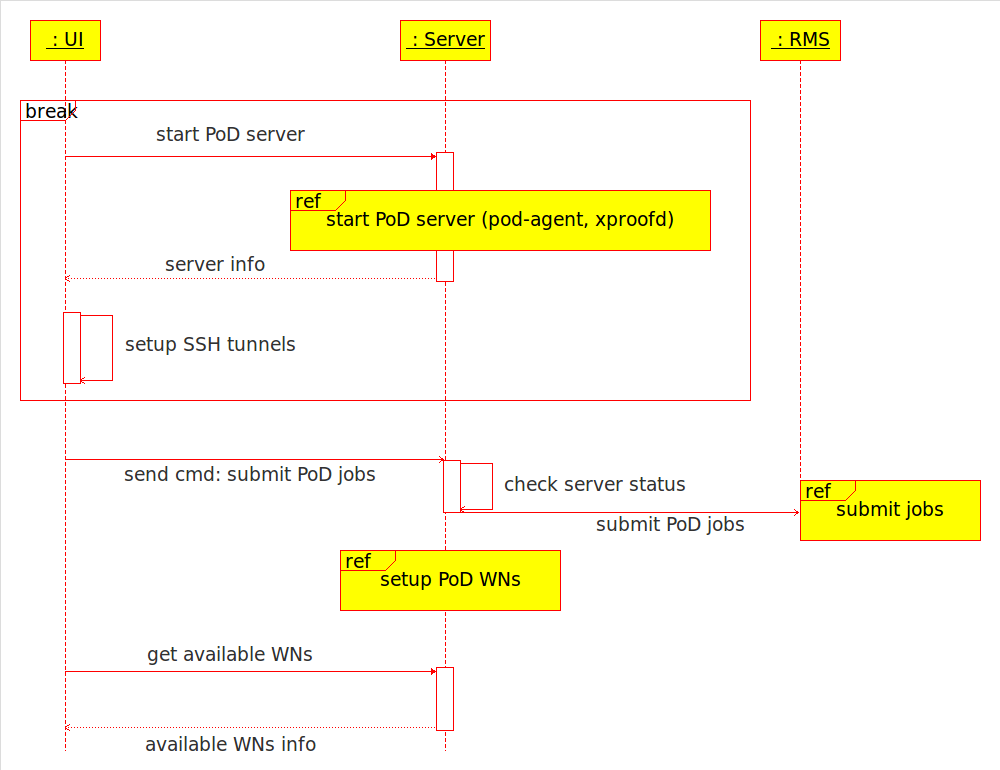 : UI
: Server
: RMS
break
start PoD server
ref
start PoD server (pod-agent, xproofd)
server info
setup SSH tunnels
send cmd: submit PoD jobs
check server status
ref
submit jobs
submit PoD jobs
ref
setup PoD WNs
get available WNs
available WNs info